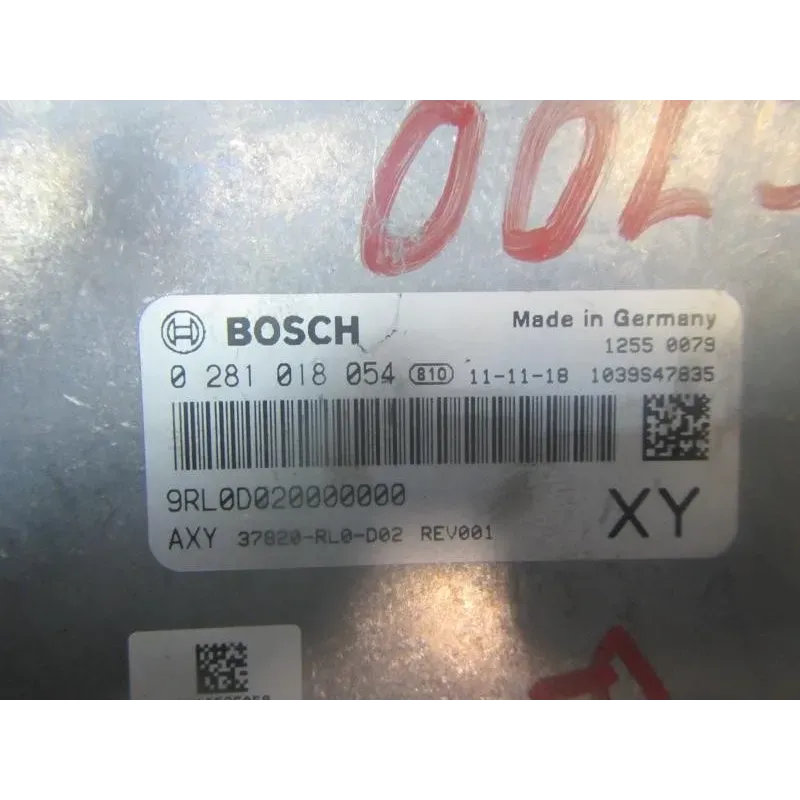 00L-
BOSCH
Made in Germany
1255 0079
0 281 018 054 810 11-11-18 1039S47835
9RL0D020000000
XY
AXY 37820-RL0-D02 REV001